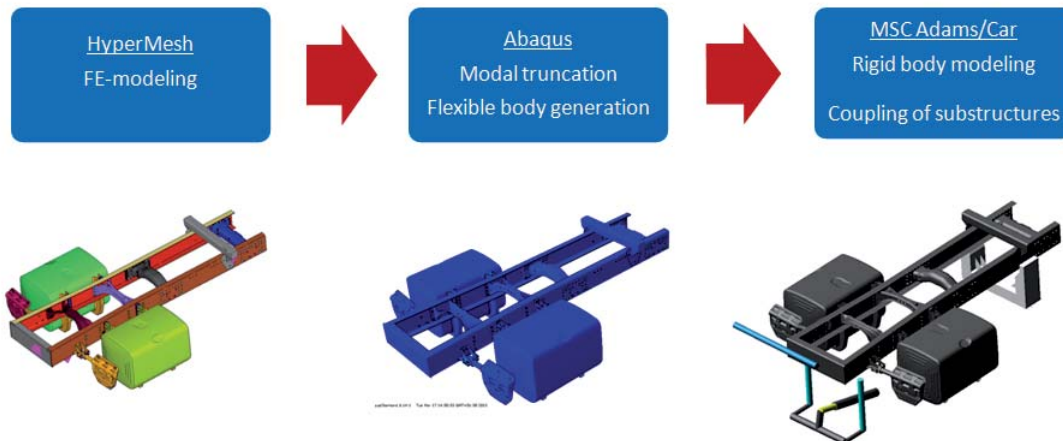 HyperMesh
FE-modeling
Abaqus
Modal truncation
Flexible body generation
MSC Adams/Car
Rigid body modeling
Coupling of substructures